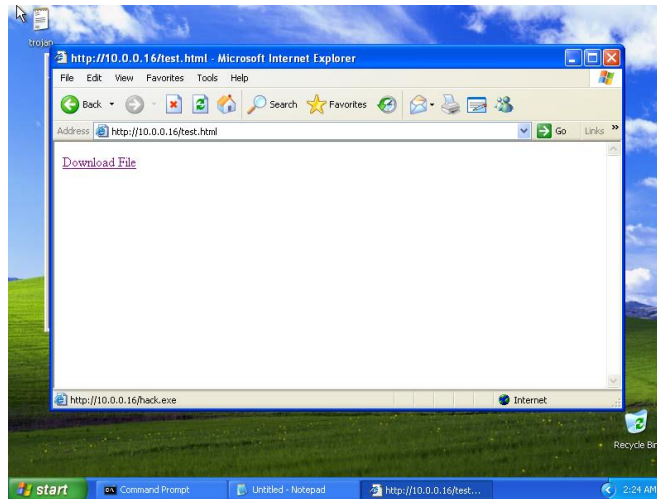 trojan
http://10.0.0.16/test.html - Microsoft Internet Explorer
File Edit View Favorites Tools Help
Back Search Favorites
Address http://10.0.0.16/test.html Go Links »
Download File
http://10.0.0.16/hack.exe Internet
Recycle Bin
start Command Prompt Untitled - Notepad http://10.0.0.16/test... 2:24 AM